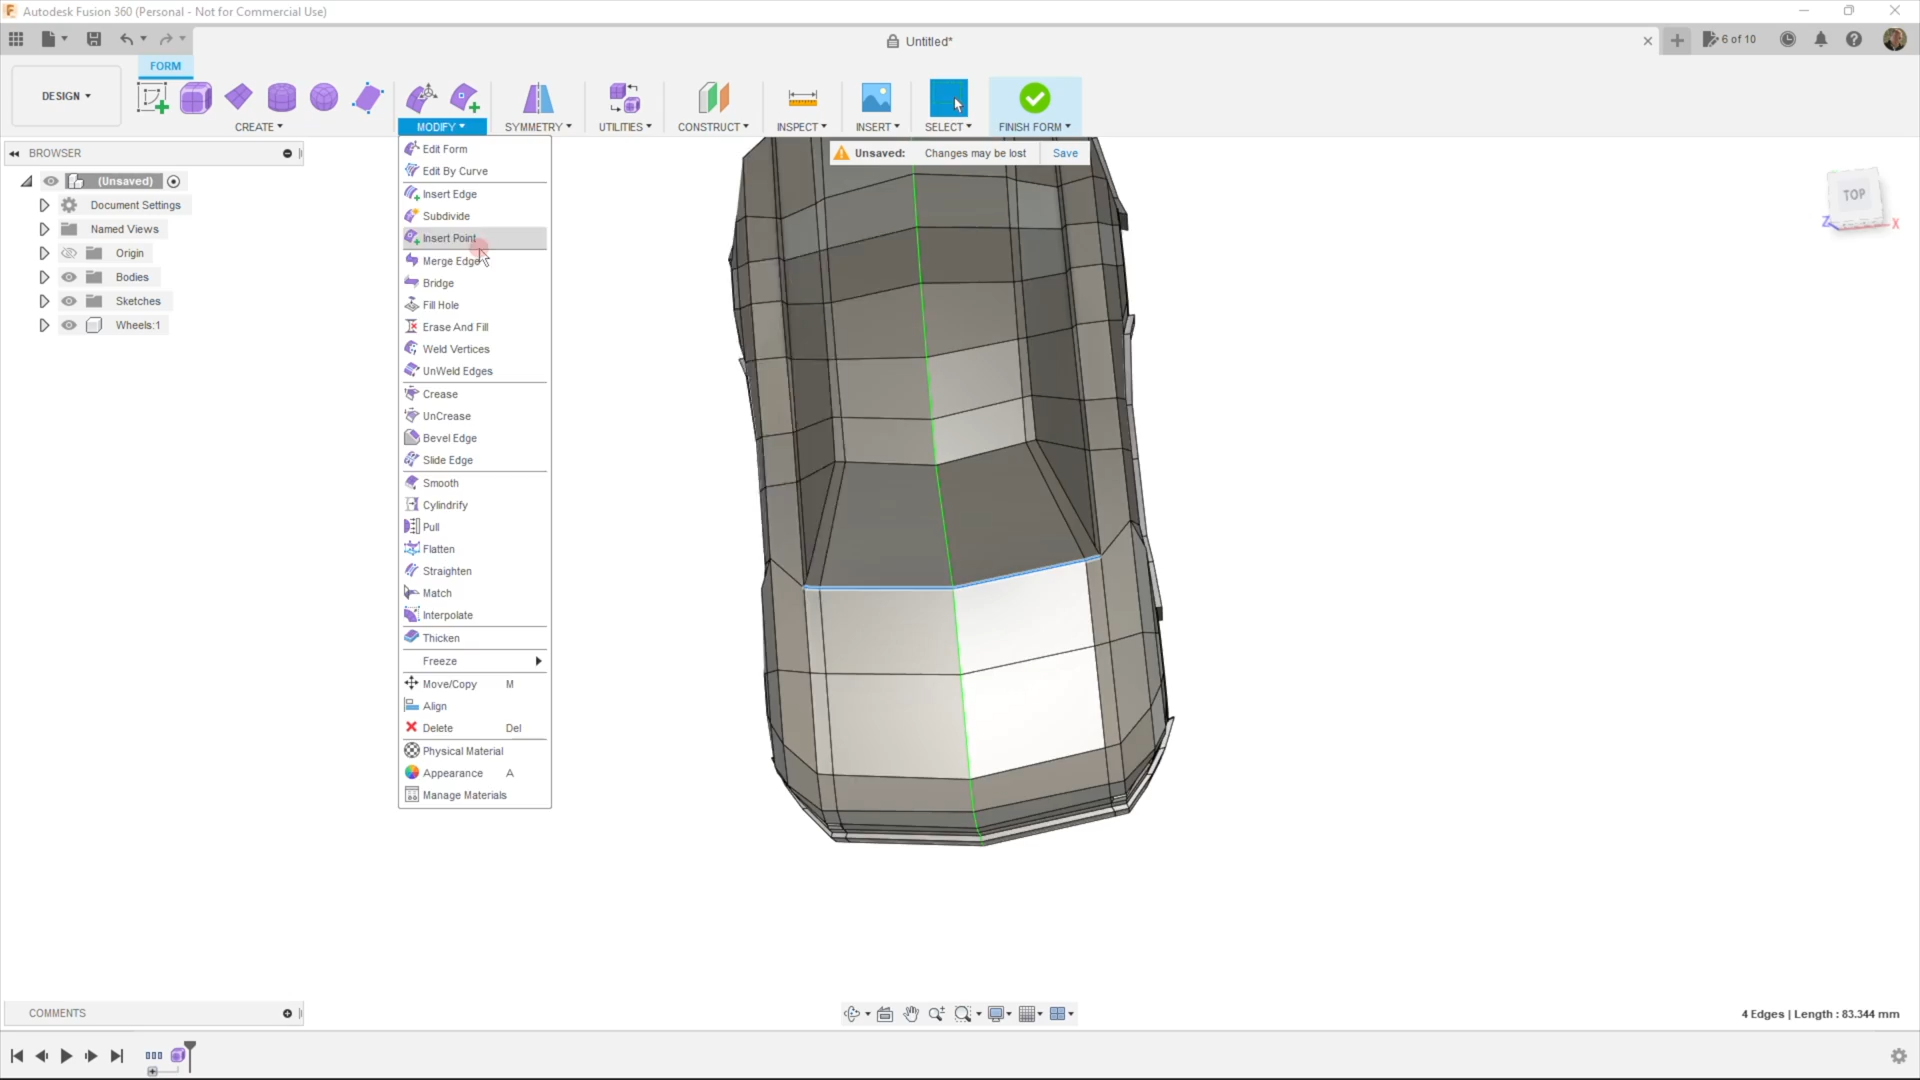 Autodesk Fusion 360 (Personal - Not for Commercial Use)
Untitled*
6 of 10
FORM
DESIGN
CREATE
MODIFY
SYMMETRY
UTILITIES
CONSTRUCT
INSPECT
INSERT
SELECT
FINISH FORM
BROWSER
Unsaved: Changes may be lost Save
(Unsaved)
Document Settings
Named Views
Origin
Bodies
Sketches
Wheels:1
Edit Form
Edit By Curve
Insert Edge
Subdivide
Insert Point
Merge Edge
Bridge
Fill Hole
Erase And Fill
Weld Vertices
UnWeld Edges
Crease
UnCrease
Bevel Edge
Slide Edge
Smooth
Cylindrify
Pull
Flatten
Straighten
Match
Interpolate
Thicken
Freeze
Move/Copy M
Align
Delete Del
Physical Material
Appearance A
Manage Materials
TOP
Z
X
COMMENTS
4 Edges | Length : 83.344 mm